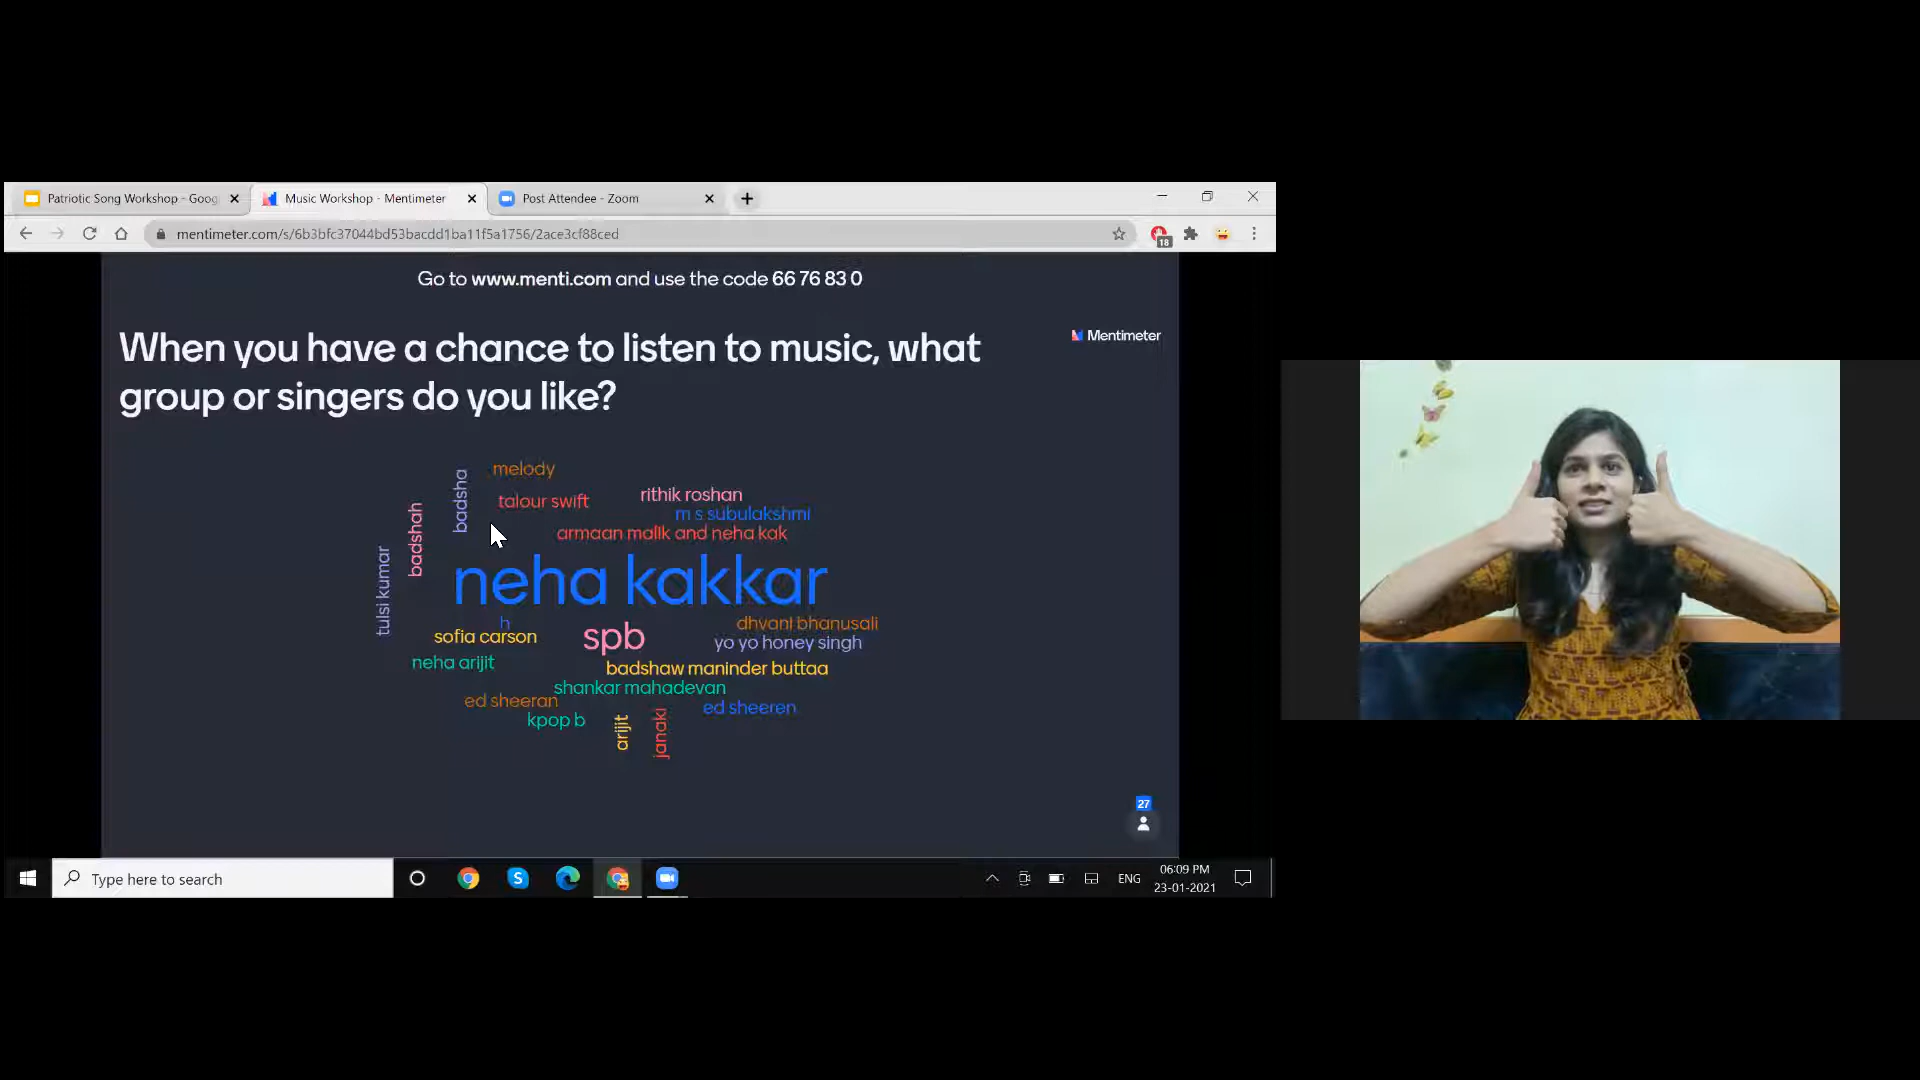 Patriotic Song Workshop - Goog
Music Workshop - Mentimeter
Post Attendee - Zoom
mentimeter.com/s/6b3bfc37044bd53bacdd1ba11f5a1756/2ace3cf88ced
18
Go to www.menti.com and use the code 66 76 83 0
When you have a chance to listen to music, what
group or singers do you like?
Mentimeter
melody
badsha
talour swift
rithik roshan
m s subulakshmi
badshah
armaan malik and neha kak
tulsi kumar
neha kakkar
h
dhvani bhanusali
sofia carson
spb
yo yo honey singh
neha arijit
badshaw maninder buttaa
shankar mahadevan
ed sheeran
ed sheeren
kpop b
arijit
janaki
27
Type here to search
ENG
06:09 PM
23-01-2021